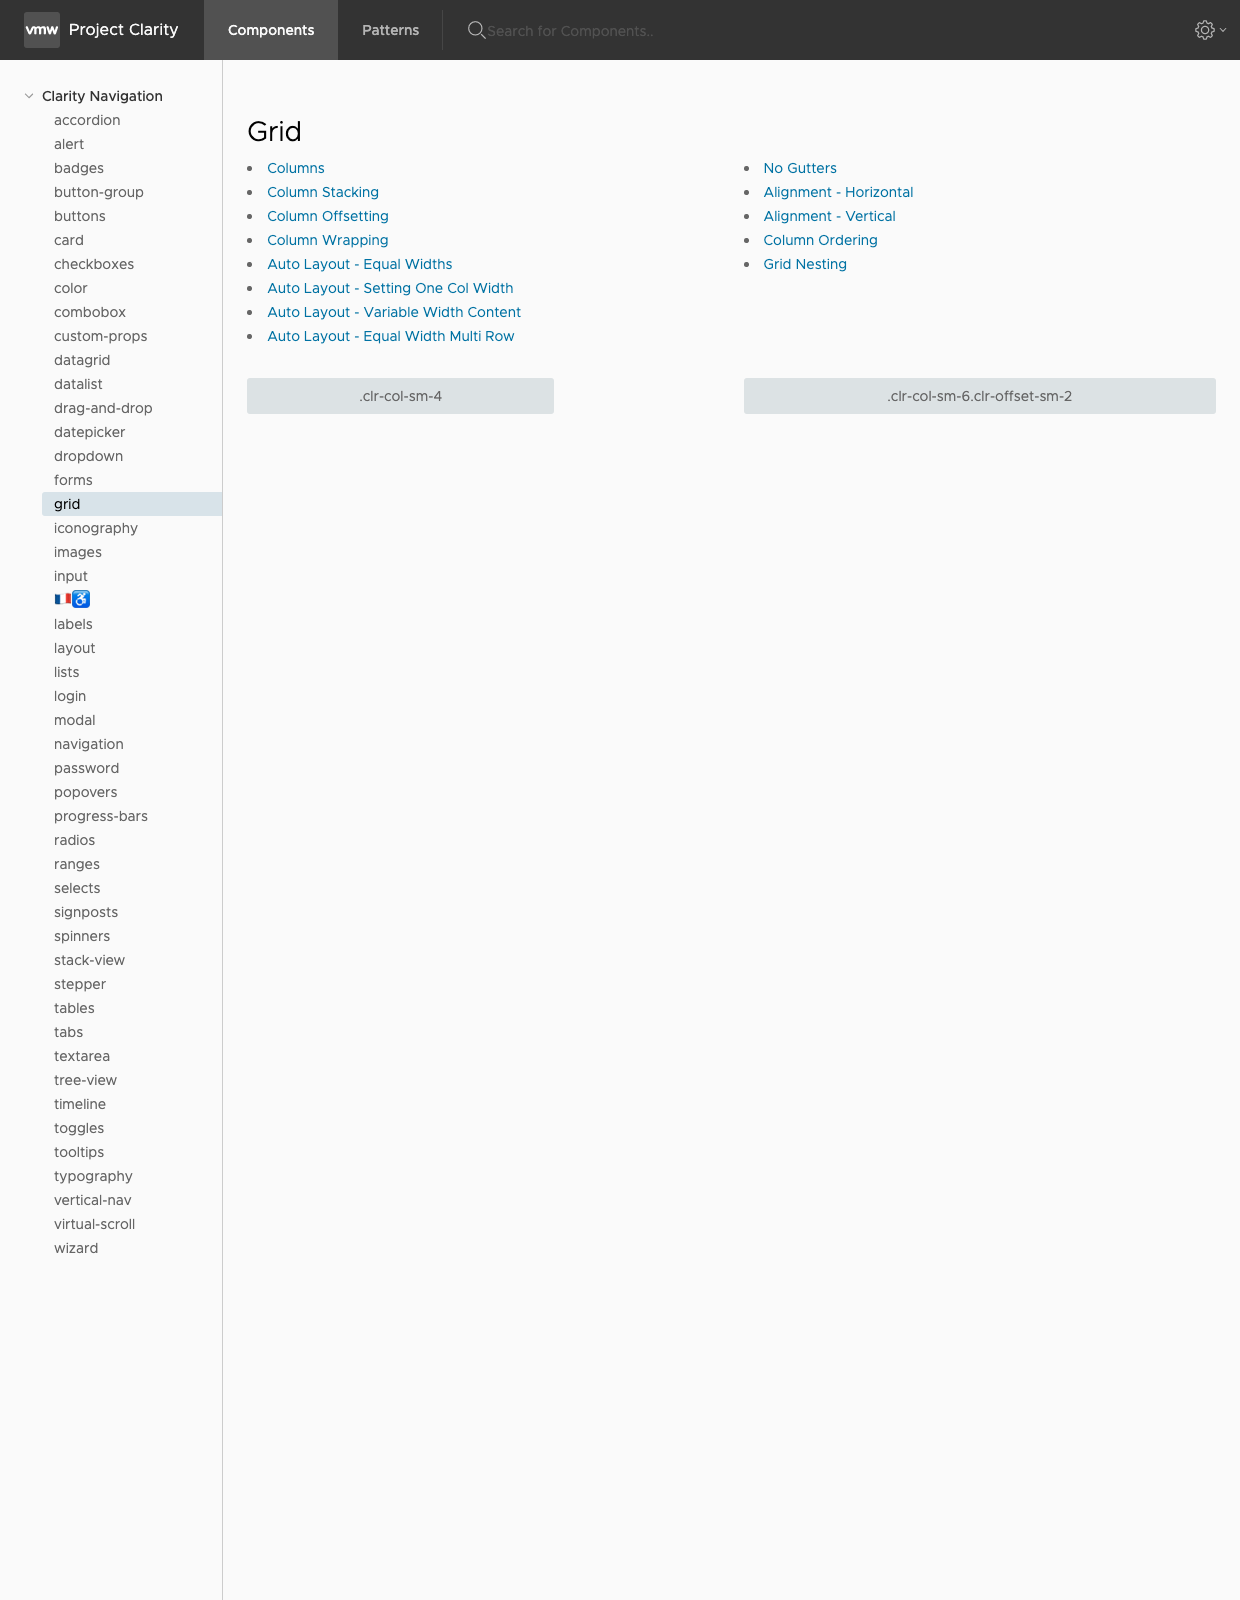 vmw Project Clarity Components Patterns Search for Components..
Clarity Navigation
accordion
alert
badges
button-group
buttons
card
checkboxes
color
combobox
custom-props
datagrid
datalist
drag-and-drop
datepicker
dropdown
forms
grid
iconography
images
input
🇫🇷♿
labels
layout
lists
login
modal
navigation
password
popovers
progress-bars
radios
ranges
selects
signposts
spinners
stack-view
stepper
tables
tabs
textarea
tree-view
timeline
toggles
tooltips
typography
vertical-nav
virtual-scroll
wizard
Grid
Columns
Column Stacking
Column Offsetting
Column Wrapping
Auto Layout - Equal Widths
Auto Layout - Setting One Col Width
Auto Layout - Variable Width Content
Auto Layout - Equal Width Multi Row
No Gutters
Alignment - Horizontal
Alignment - Vertical
Column Ordering
Grid Nesting
.clr-col-sm-4
.clr-col-sm-6.clr-offset-sm-2